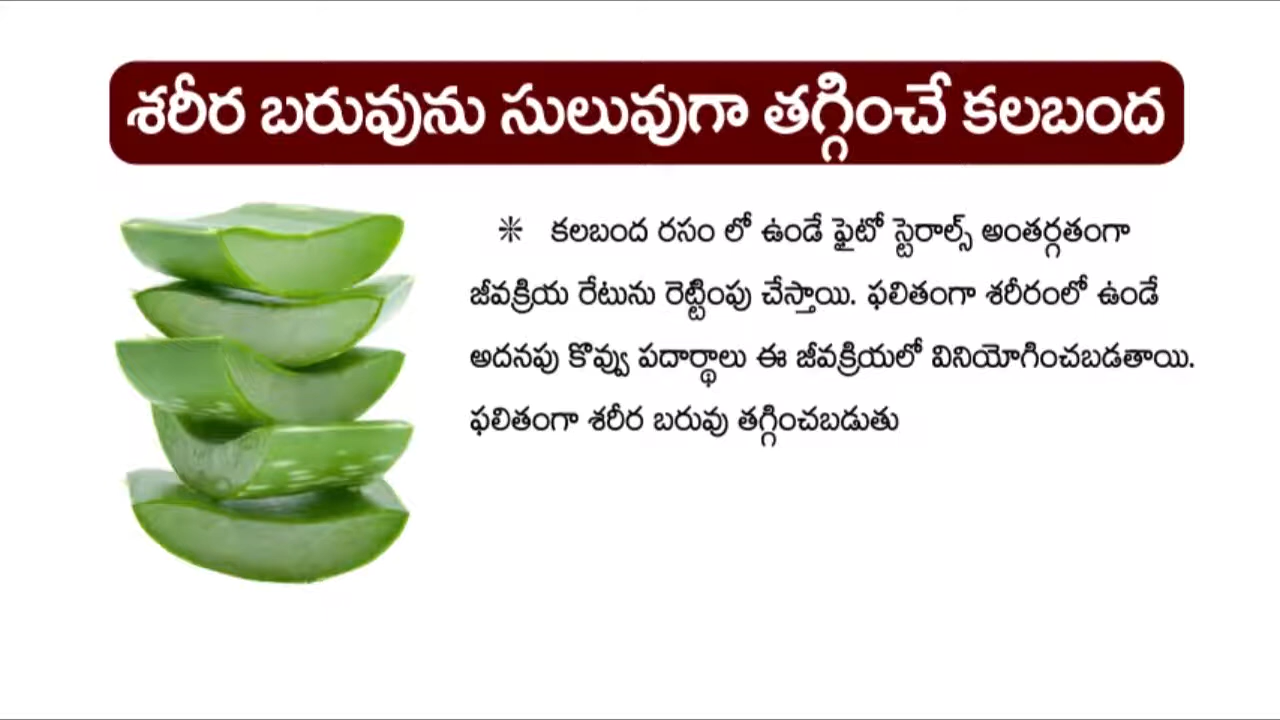 శరీర బరువును సులువుగా తగ్గించే కలబంద
❈ కలబంద రసం లో ఉండే ఫైటో స్టెరాల్స్ అంతర్గతంగా
జీవక్రియ రేటును రెట్టింపు చేస్తాయి. ఫలితంగా శరీరంలో ఉండే
అదనపు కొవ్వు పదార్థాలు ఈ జీవక్రియలో వినియోగించబడతాయి.
ఫలితంగా శరీర బరువు తగ్గించబడుతు